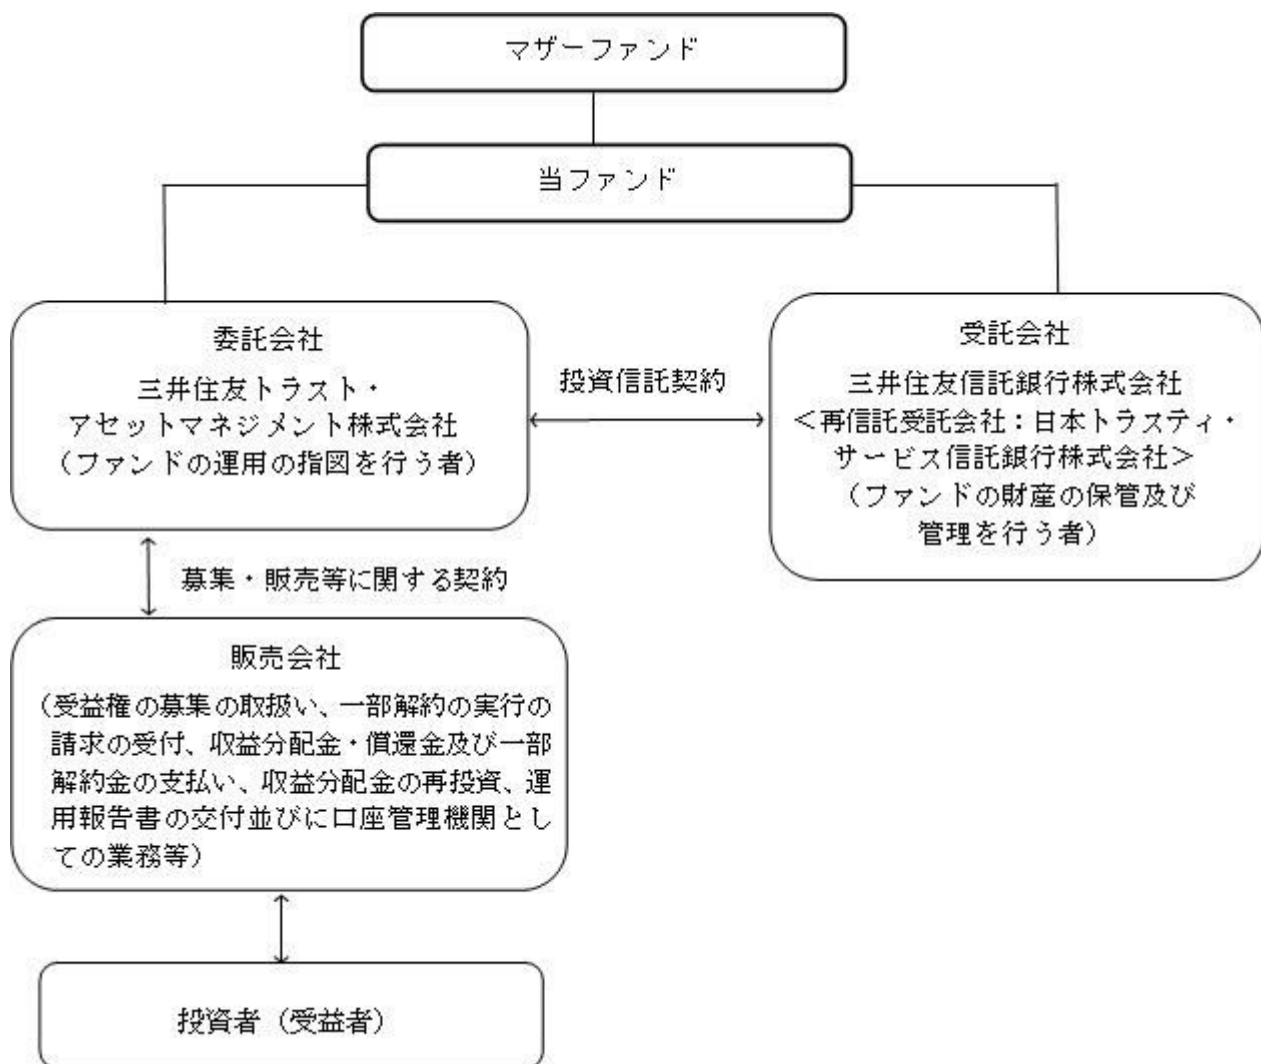 マザーファンド
当ファンド
委託会社
三井住友トラスト・
アセットマネジメント株式会社
(ファンドの運用の指図を行う者)
投資信託契約
受託会社
三井住友信託銀行株式会社
<再信託受託会社:日本トラスティ・
サービス信託銀行株式会社>
(ファンドの財産の保管及び
管理を行う者)
募集・販売等に関する契約
販売会社
(受益権の募集の取扱い、一部解約の実行の
請求の受付、収益分配金・償還金及び一部
解約金の支払い、収益分配金の再投資、運
用報告書の交付並びに口座管理機関とし
ての業務等)
投資者(受益者)